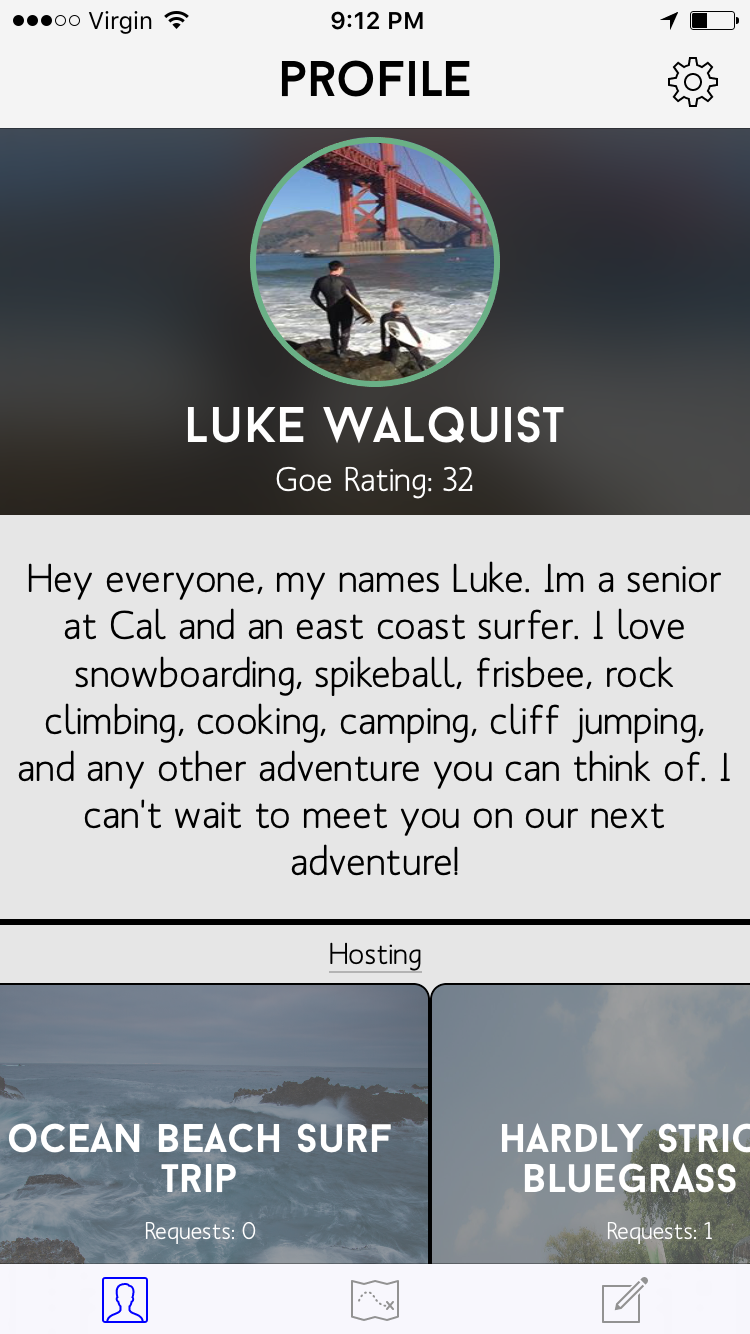 Virgin 9:12 PM
PROFILE
LUKE WALQUIST
Goe Rating: 32
Hey everyone, my names Luke. Im a senior
at Cal and an east coast surfer. I love
snowboarding, spikeball, frisbee, rock
climbing, cooking, camping, cliff jumping,
and any other adventure you can think of. I
can't wait to meet you on our next
adventure!
Hosting
OCEAN BEACH SURF
TRIP
Requests: 0
HARDLY
BLUEGRASS
Requests: 1